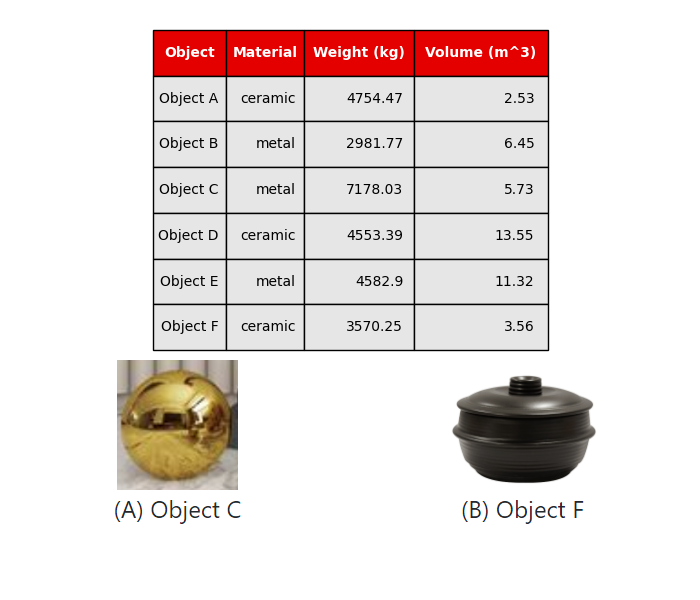 Object Material Weight (kg) Volume (m^3)
Object A ceramic 4754.47 2.53
Object B metal 2981.77 6.45
Object C metal 7178.03 5.73
Object D ceramic 4553.39 13.55
Object E metal 4582.9 11.32
Object F ceramic 3570.25 3.56
(A) Object C (B) Object F